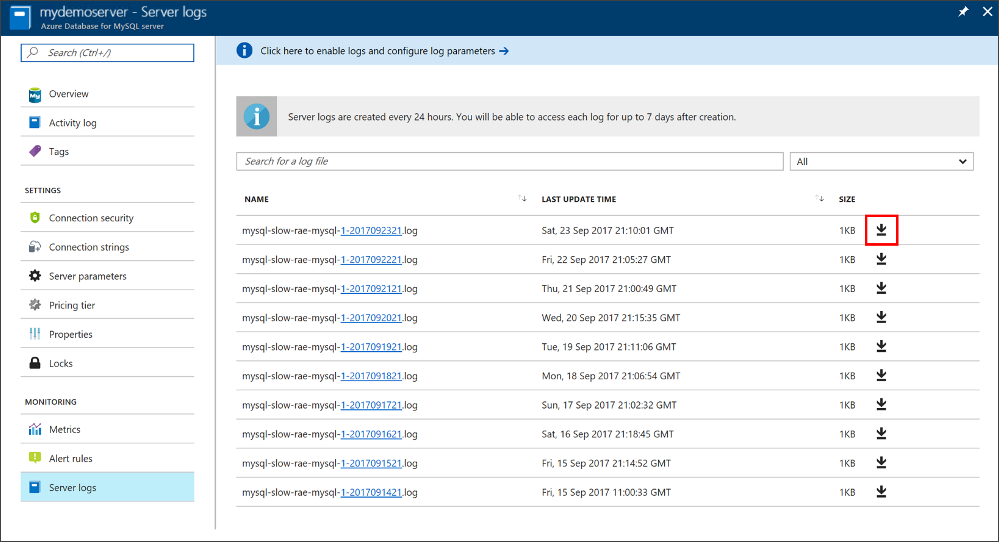 mydemoserver - Server logs
Azure Database for MySQL server
Search (Ctrl+/)
My
Overview
Activity log
Tags
SETTINGS
Connection security
Connection strings
Server parameters
Pricing tier
Properties
Locks
MONITORING
Metrics
Alert rules
Server logs
Click here to enable logs and configure log parameters →
Server logs are created every 24 hours. You will be able to access each log for up to 7 days after creation.
Search for a log file All
NAME LAST UPDATE TIME SIZE
mysql-slow-rae-mysql-1-2017092321.log Sat, 23 Sep 2017 21:10:01 GMT 1KB
mysql-slow-rae-mysql-1-2017092221.log Fri, 22 Sep 2017 21:05:27 GMT 1KB
mysql-slow-rae-mysql-1-2017092121.log Thu, 21 Sep 2017 21:00:49 GMT 1KB
mysql-slow-rae-mysql-1-2017092021.log Wed, 20 Sep 2017 21:15:35 GMT 1KB
mysql-slow-rae-mysql-1-2017091921.log Tue, 19 Sep 2017 21:11:06 GMT 1KB
mysql-slow-rae-mysql-1-2017091821.log Mon, 18 Sep 2017 21:06:54 GMT 1KB
mysql-slow-rae-mysql-1-2017091721.log Sun, 17 Sep 2017 21:02:32 GMT 1KB
mysql-slow-rae-mysql-1-2017091621.log Sat, 16 Sep 2017 21:18:45 GMT 1KB
mysql-slow-rae-mysql-1-2017091521.log Fri, 15 Sep 2017 21:14:52 GMT 1KB
mysql-slow-rae-mysql-1-2017091421.log Fri, 15 Sep 2017 11:00:33 GMT 1KB